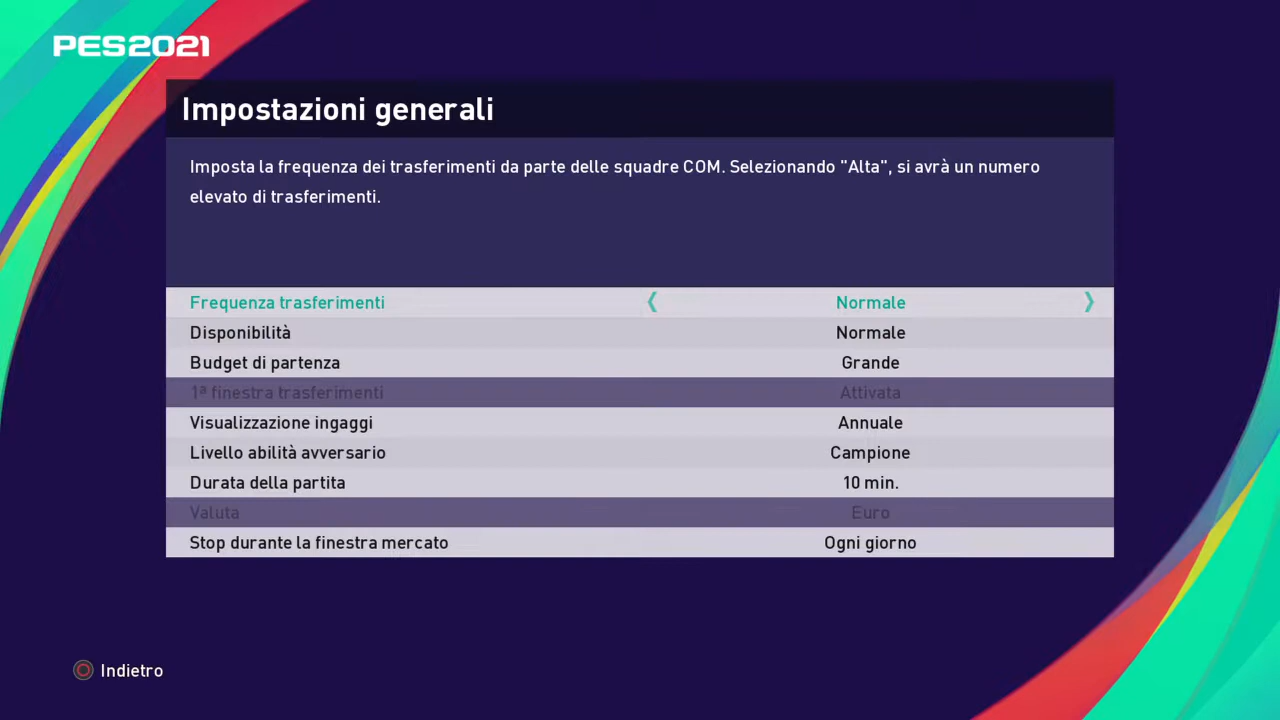 PES2021
Impostazioni generali
Imposta la frequenza dei trasferimenti da parte delle squadre COM. Selezionando "Alta", si avrà un numero
elevato di trasferimenti.
Frequenza trasferimenti Normale
Disponibilità Normale
Budget di partenza Grande
1ª finestra trasferimenti Attivata
Visualizzazione ingaggi Annuale
Livello abilità avversario Campione
Durata della partita 10 min.
Valuta Euro
Stop durante la finestra mercato Ogni giorno
Indietro